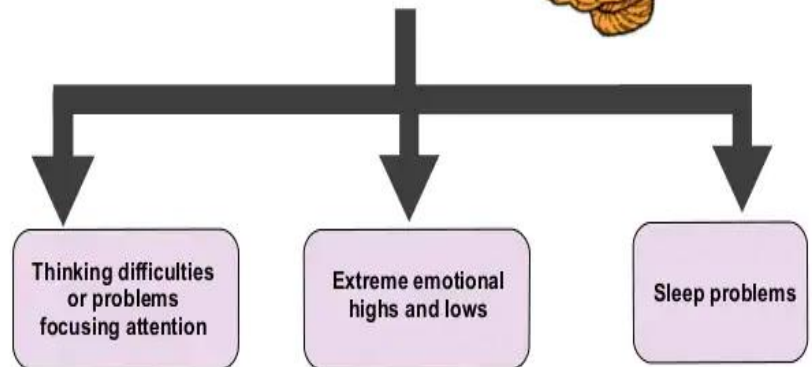 Thinking difficulties
or problems
focusing attention
Extreme emotional
highs and lows
Sleep problems